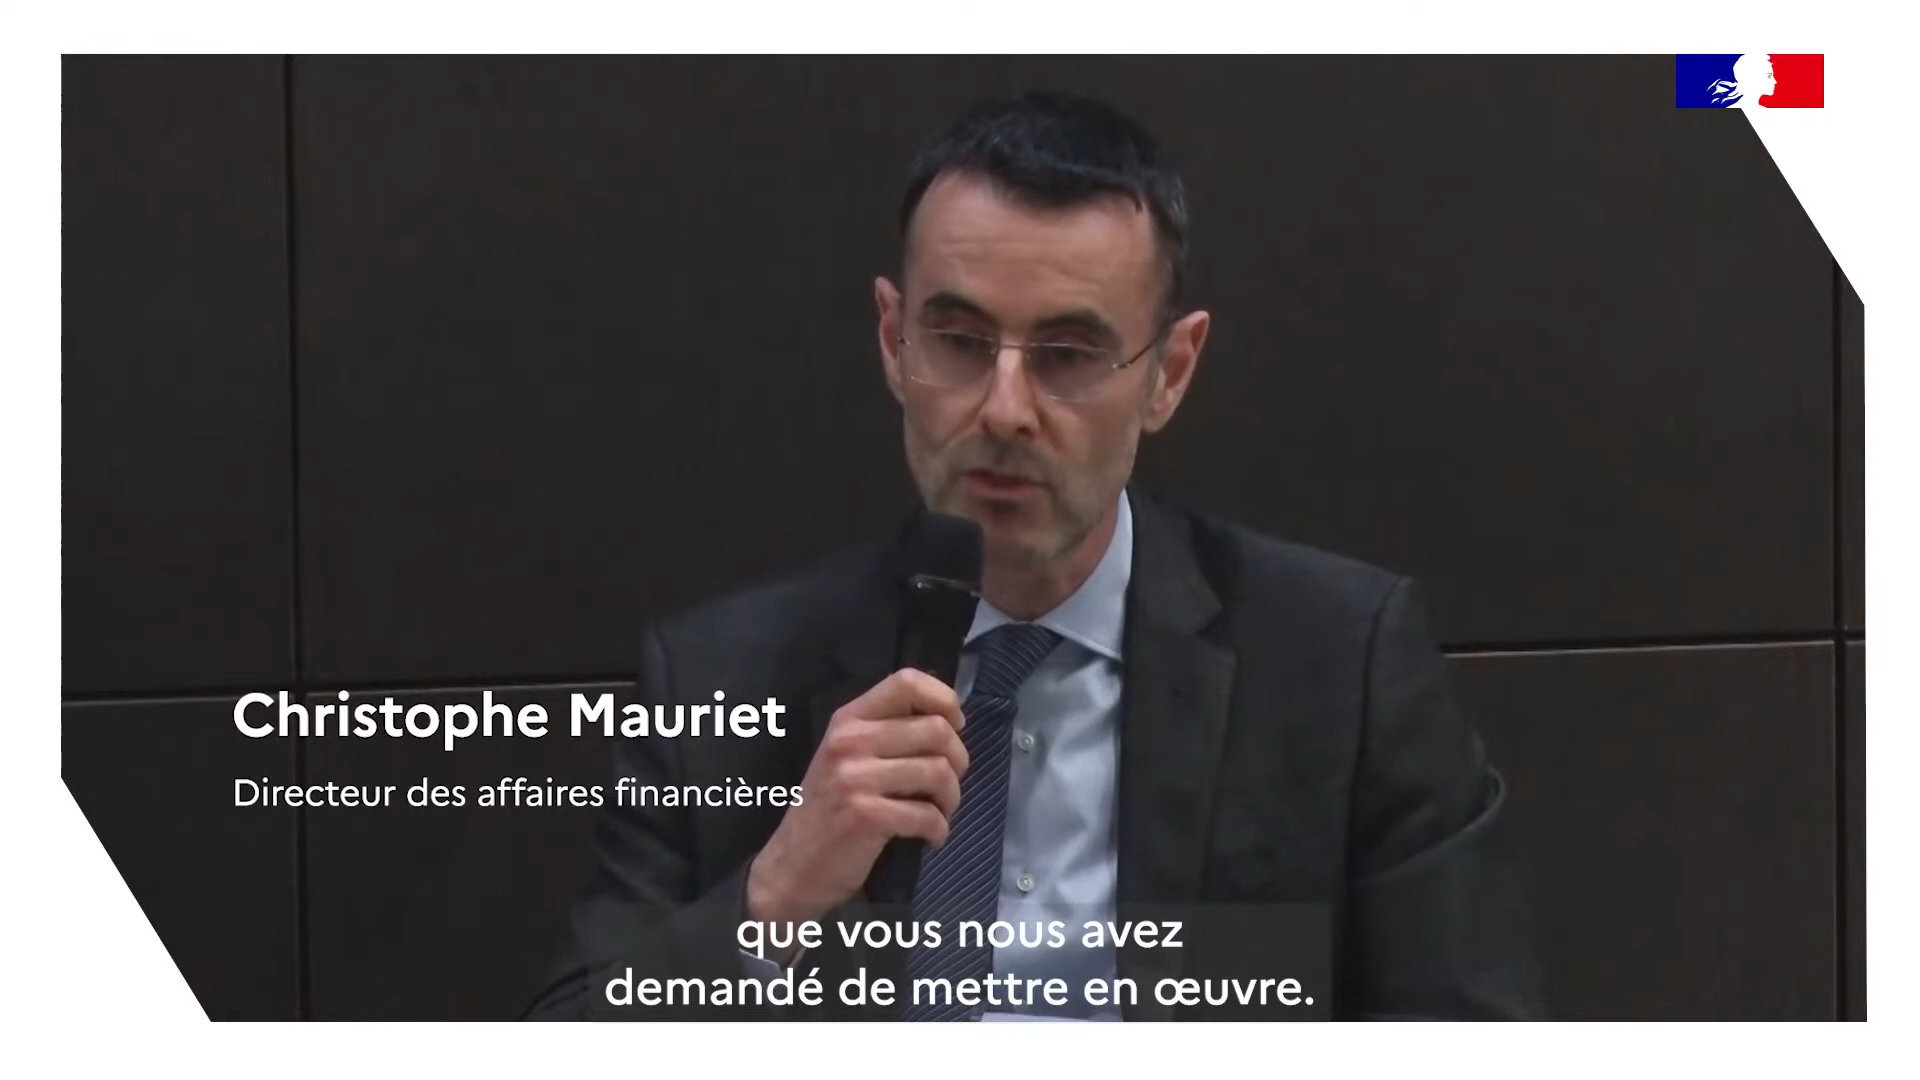 Christophe Mauriet
Directeur des affaires financières
que vous nous avez
demandé de mettre en œuvre.